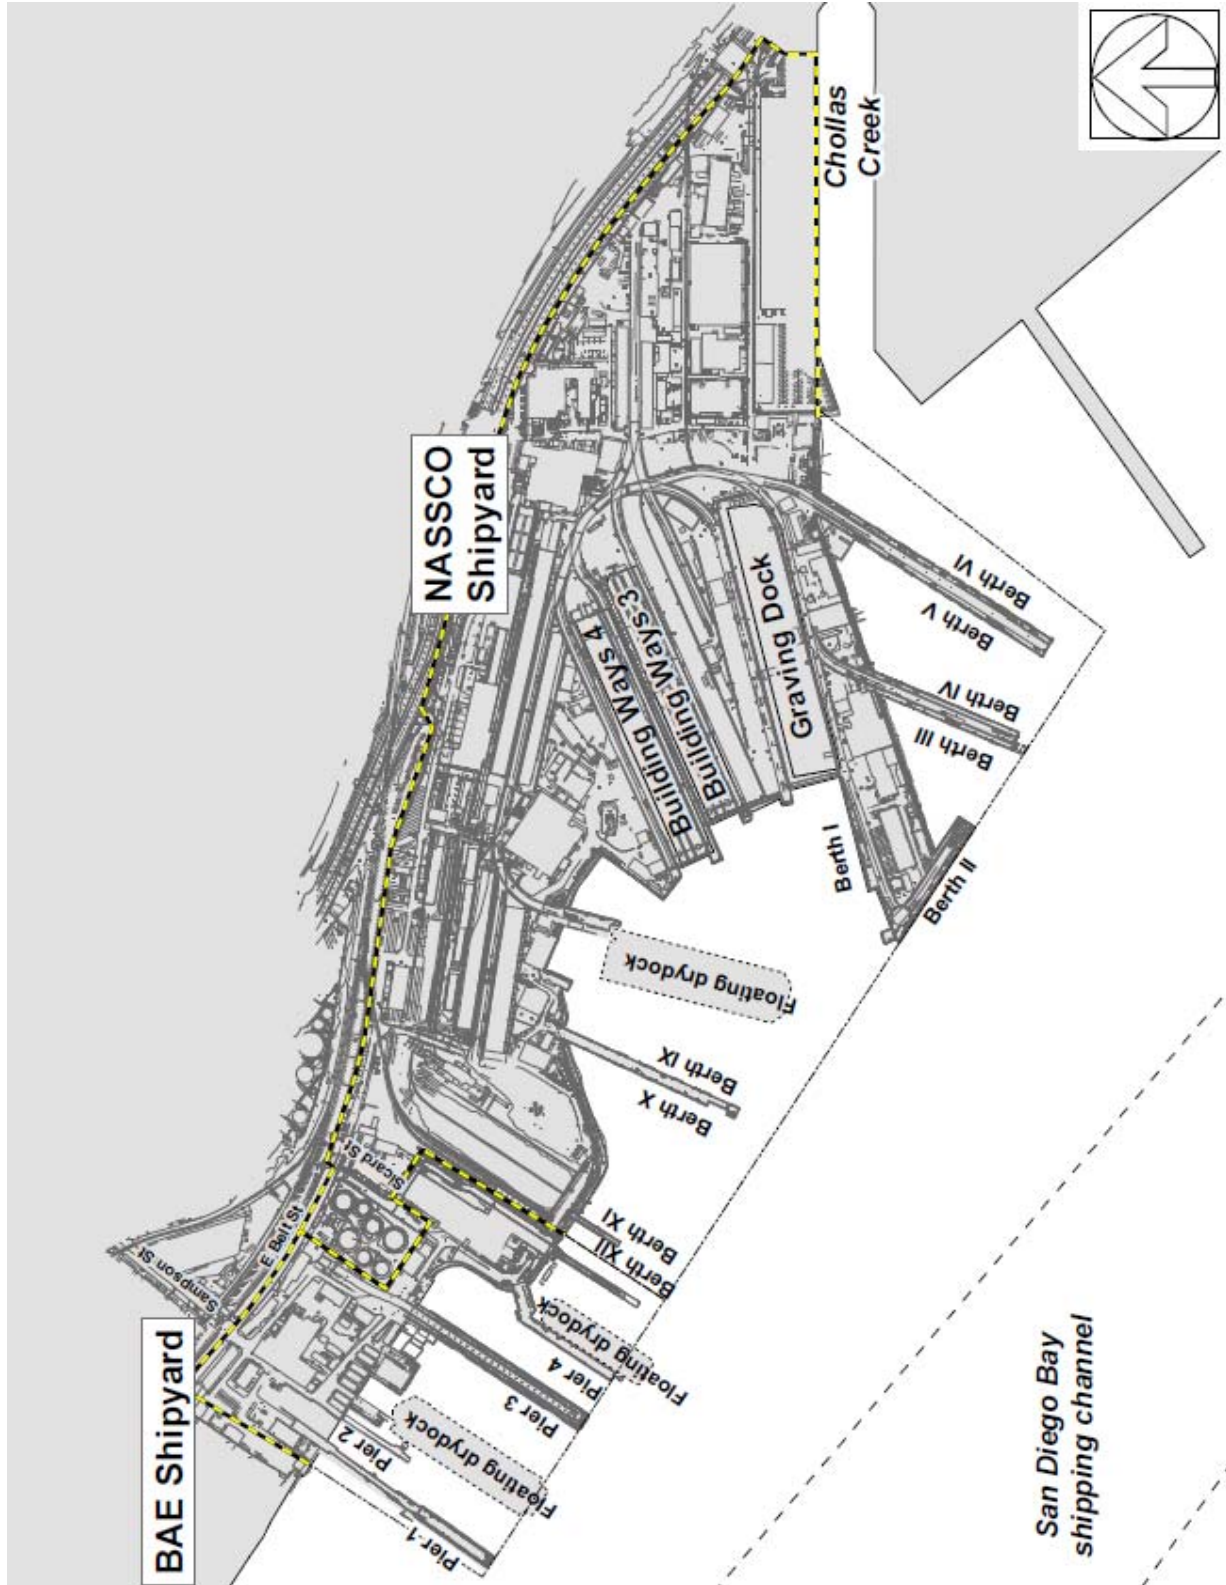 Chollas
Creek
NASSCO
Shipyard
Building Ways 4
Building Ways 3
Graving Dock
Berth VI
Berth V
Berth IV
Berth III
Berth II
Berth I
Floating drydock
Berth IX
Berth X
Sicard St
Berth XI
Berth XII
E. Belt St
Sampson St
BAE Shipyard
Floating drydock
Pier 4
Pier 3
Floating drydock
Pier 2
Pier 1
San Diego Bay
shipping channel